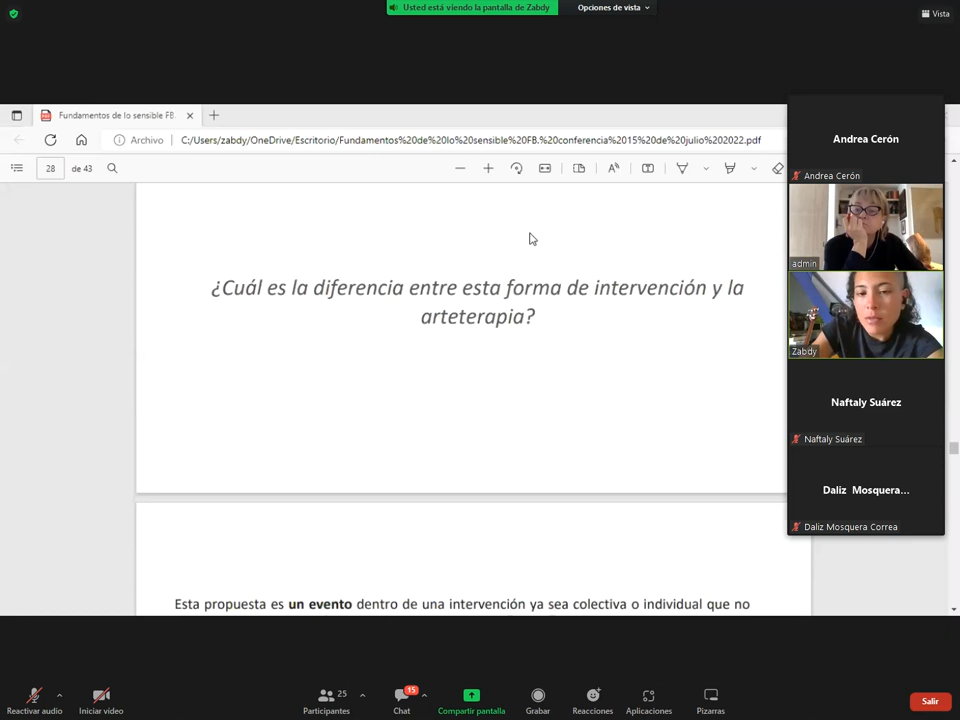 Usted está viendo la pantalla de Zabdy
Opciones de vista
Vista
Fundamentos de lo sensible FB.
Archivo
C:/Users/zabdy/OneDrive/Escritorio/Fundamentos%20de%20lo%20sensible%20FB.%20conferencia%2015%20de%20julio%202022.pdf
28 de 43
¿Cuál es la diferencia entre esta forma de intervención y la
arteterapia?
Esta propuesta es un evento dentro de una intervención ya sea colectiva o individual que no
Andrea Cerón
Andrea Cerón
admin
Zabdy
Naftaly Suárez
Naftaly Suárez
Daliz Mosquera...
Daliz Mosquera Correa
Reactivar audio
Iniciar video
25
Participantes
15
Chat
Compartir pantalla
Grabar
Reacciones
Aplicaciones
Pizarras
Salir